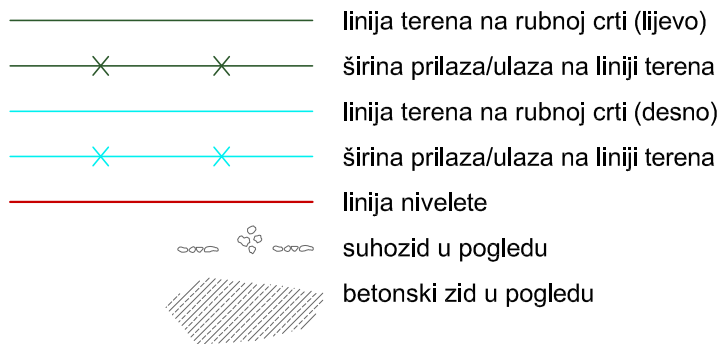 linija terena na rubnoj crti (lijevo)
širina prilaza/ulaza na liniji terena
linija terena na rubnoj crti (desno)
širina prilaza/ulaza na liniji terena
linija nivelete
suhozid u pogledu
betonski zid u pogledu